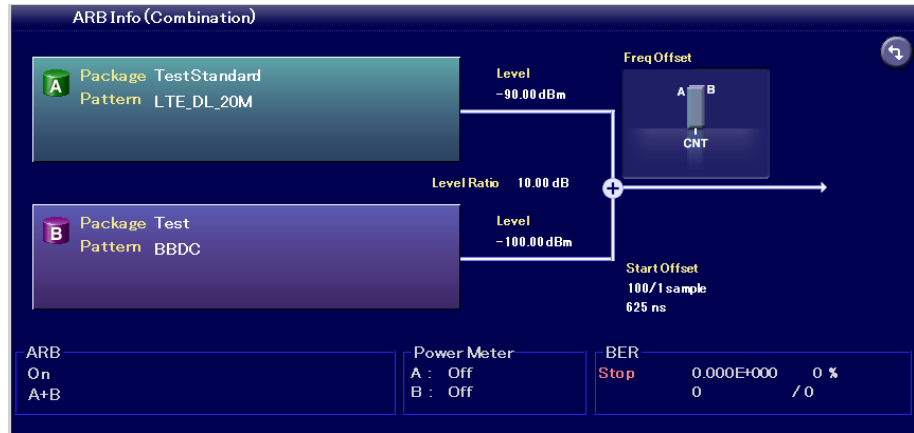 ARB Info (Combination)
A
Package TestStandard
Pattern LTE_DL_20M
Level
-90.00 dBm
Freq Offset
A B
CNT
Level Ratio 10.00 dB
B
Package Test
Pattern BBDC
Level
-100.00 dBm
Start Offset
100/1 sample
625 ns
ARB
On
A+B
Power Meter
A : Off
B : Off
BER
Stop 0.000E+000 0 %
0 / 0